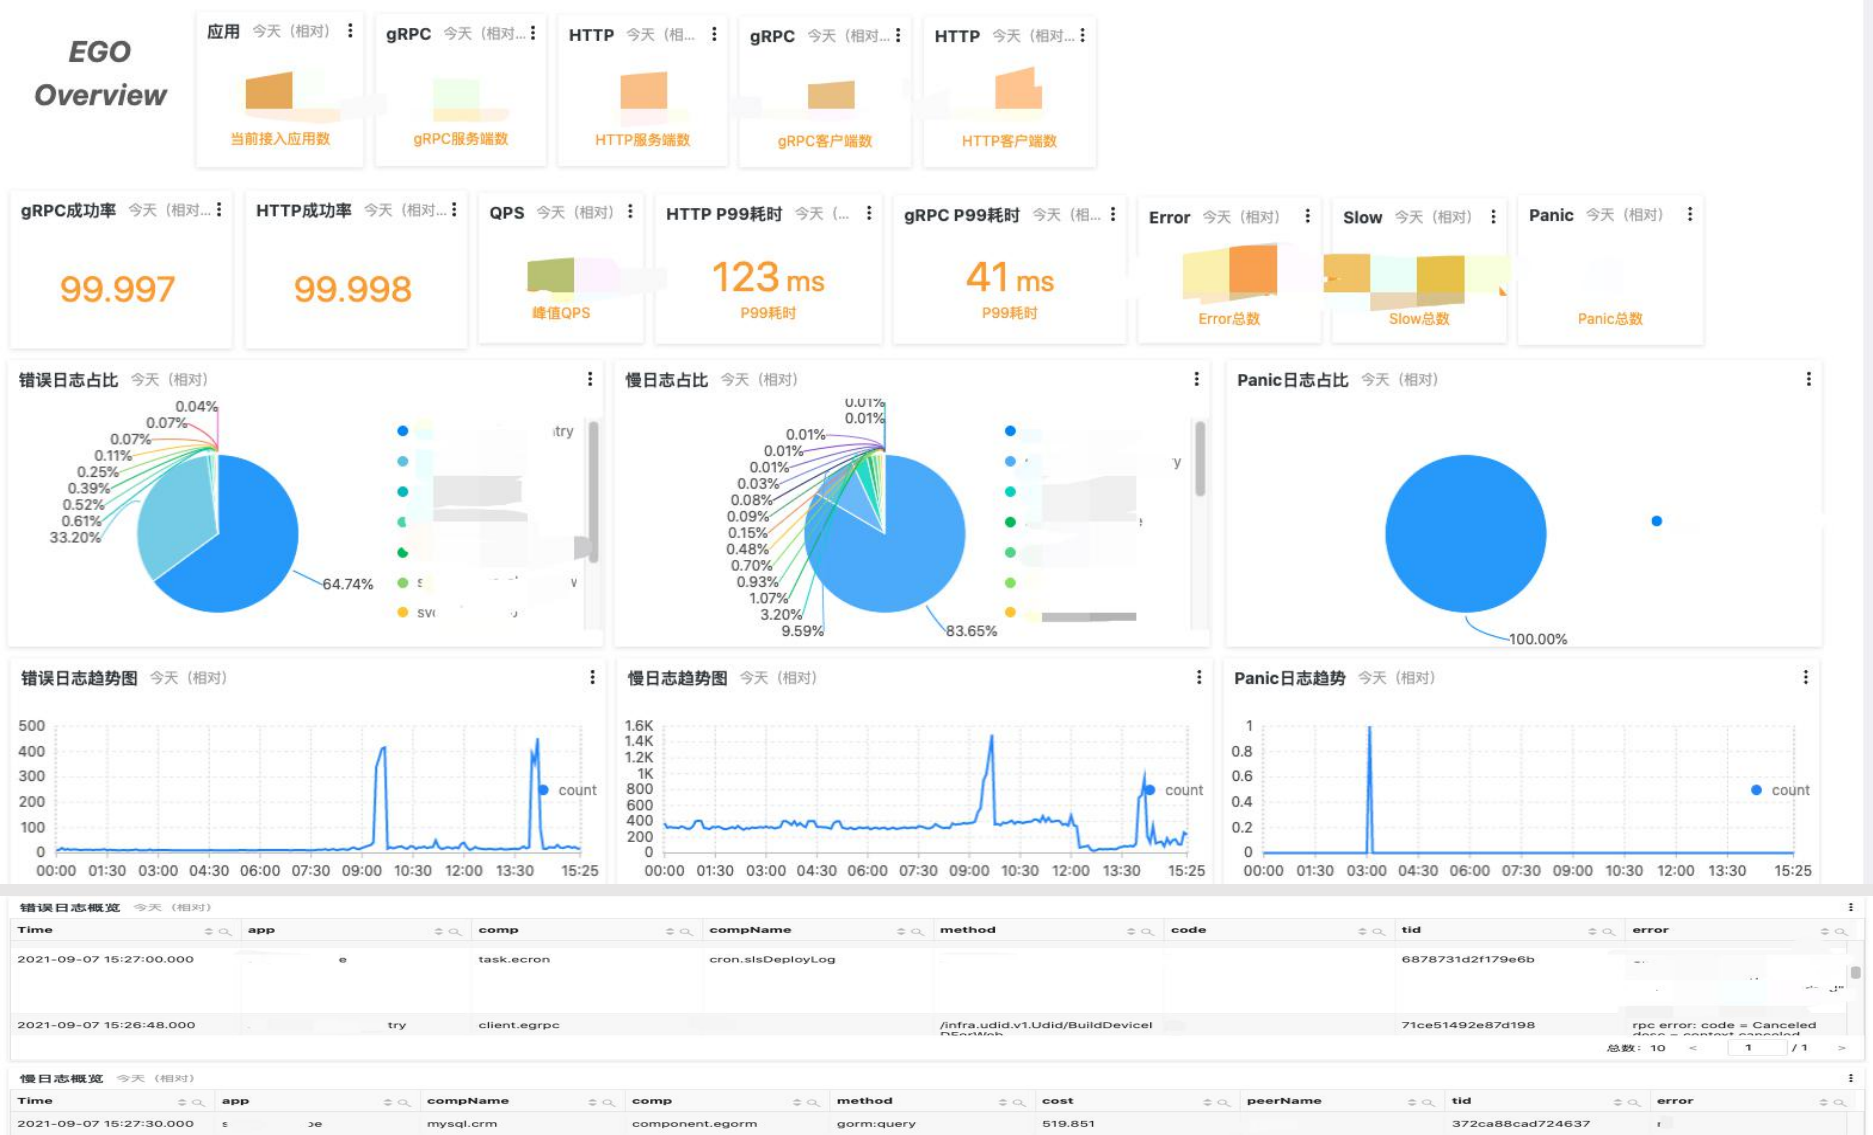 EGO
Overview
应用 今天（相对）
gRPC 今天（相对...
HTTP 今天（相...
gRPC 今天（相对...
HTTP 今天（相对...
当前接入应用数
gRPC服务端数
HTTP服务端数
gRPC客户端数
HTTP客户端数
gRPC成功率 今天（相对...
HTTP成功率 今天（相对...
QPS 今天（相对）
HTTP P99耗时 今天（...
gRPC P99耗时 今天（相...
Error 今天（相对）
Slow 今天（相对）
Panic 今天（相对）
99.997
99.998
峰值QPS
123 ms
P99耗时
41 ms
P99耗时
Error总数
Slow总数
Panic总数
错误日志占比 今天（相对）
0.04%
0.07%
0.07%
0.11%
0.25%
0.39%
0.52%
0.61%
33.20%
64.74%
try
慢日志占比 今天（相对）
0.01%
0.01%
0.01%
0.01%
0.01%
0.03%
0.08%
0.09%
0.15%
0.48%
0.70%
0.93%
1.07%
3.20%
9.59%
83.65%
y
Panic日志占比 今天（相对）
100.00%
错误日志趋势图 今天（相对）
500
400
300
200
100
0
count
00:00 01:30 03:00 04:30 06:00 07:30 09:00 10:30 12:00 13:30 15:25
慢日志趋势图 今天（相对）
1.6K
1.4K
1.2K
1K
800
600
400
200
0
count
00:00 01:30 03:00 04:30 06:00 07:30 09:00 10:30 12:00 13:30 15:25
Panic日志趋势 今天（相对）
1
0.8
0.6
0.4
0.2
0
count
00:00 01:30 03:00 04:30 06:00 07:30 09:00 10:30 12:00 13:30 15:25
错误日志概览 今天（相对）
Time app comp compName method code tid error
2021-09-07 15:27:00.000 e task.ecron cron.slsDeployLog 6878731d2f179e6b
2021-09-07 15:26:48.000 try client.egrpc /infra.udid.v1.Udid/BuildDeviceI 71ce51492e87d198 rpc error: code = Canceled
DForWeb desc = context canceled
总数: 10 < 1 / 1 >
慢日志概览 今天（相对）
Time app compName comp method cost peerName tid error
2021-09-07 15:27:30.000 mysql.crm component.egorm gorm:query 519.851 372ca88cad724637